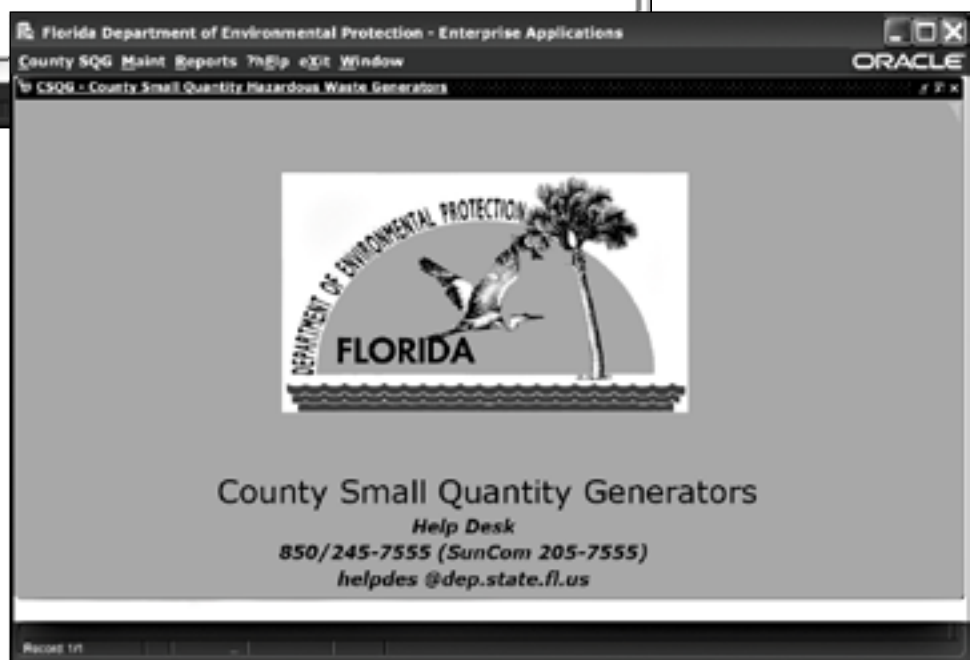 Florida Department of Environmental Protection - Enterprise Applications
County SQG Maint Reports ?hElp eXit Window ORACLE
CSQG - County Small Quantity Hazardous Waste Generators
DEPARTMENT OF ENVIRONMENTAL PROTECTION
FLORIDA
County Small Quantity Generators
Help Desk
850/245-7555 (SunCom 205-7555)
helpdes @dep.state.fl.us
Record: 1/1